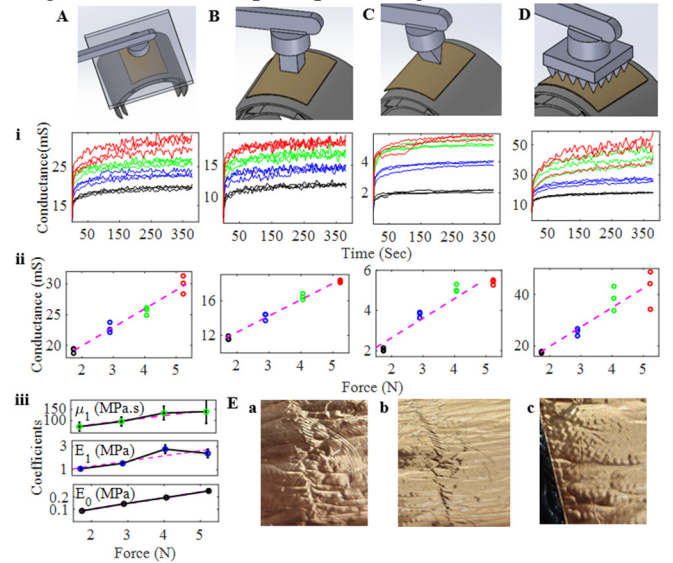 A B C D
i
Conductance(mS)
25
15
15
10
4
2
50
30
10
50 150 250 350
50 150 250 350
50 150 250 350
50 150 250 350
Time (Sec)
ii
Conductance (mS)
30
25
20
16
12
6
4
2
40
20
2 3 4 5
2 3 4 5
2 3 4 5
2 3 4 5
Force (N)
iii
Coefficients
150
100
μ1 (MPa.s)
3
1
E1 (MPa)
0.2
0.1
E0 (MPa)
2 3 4 5
Force (N)
E a b c